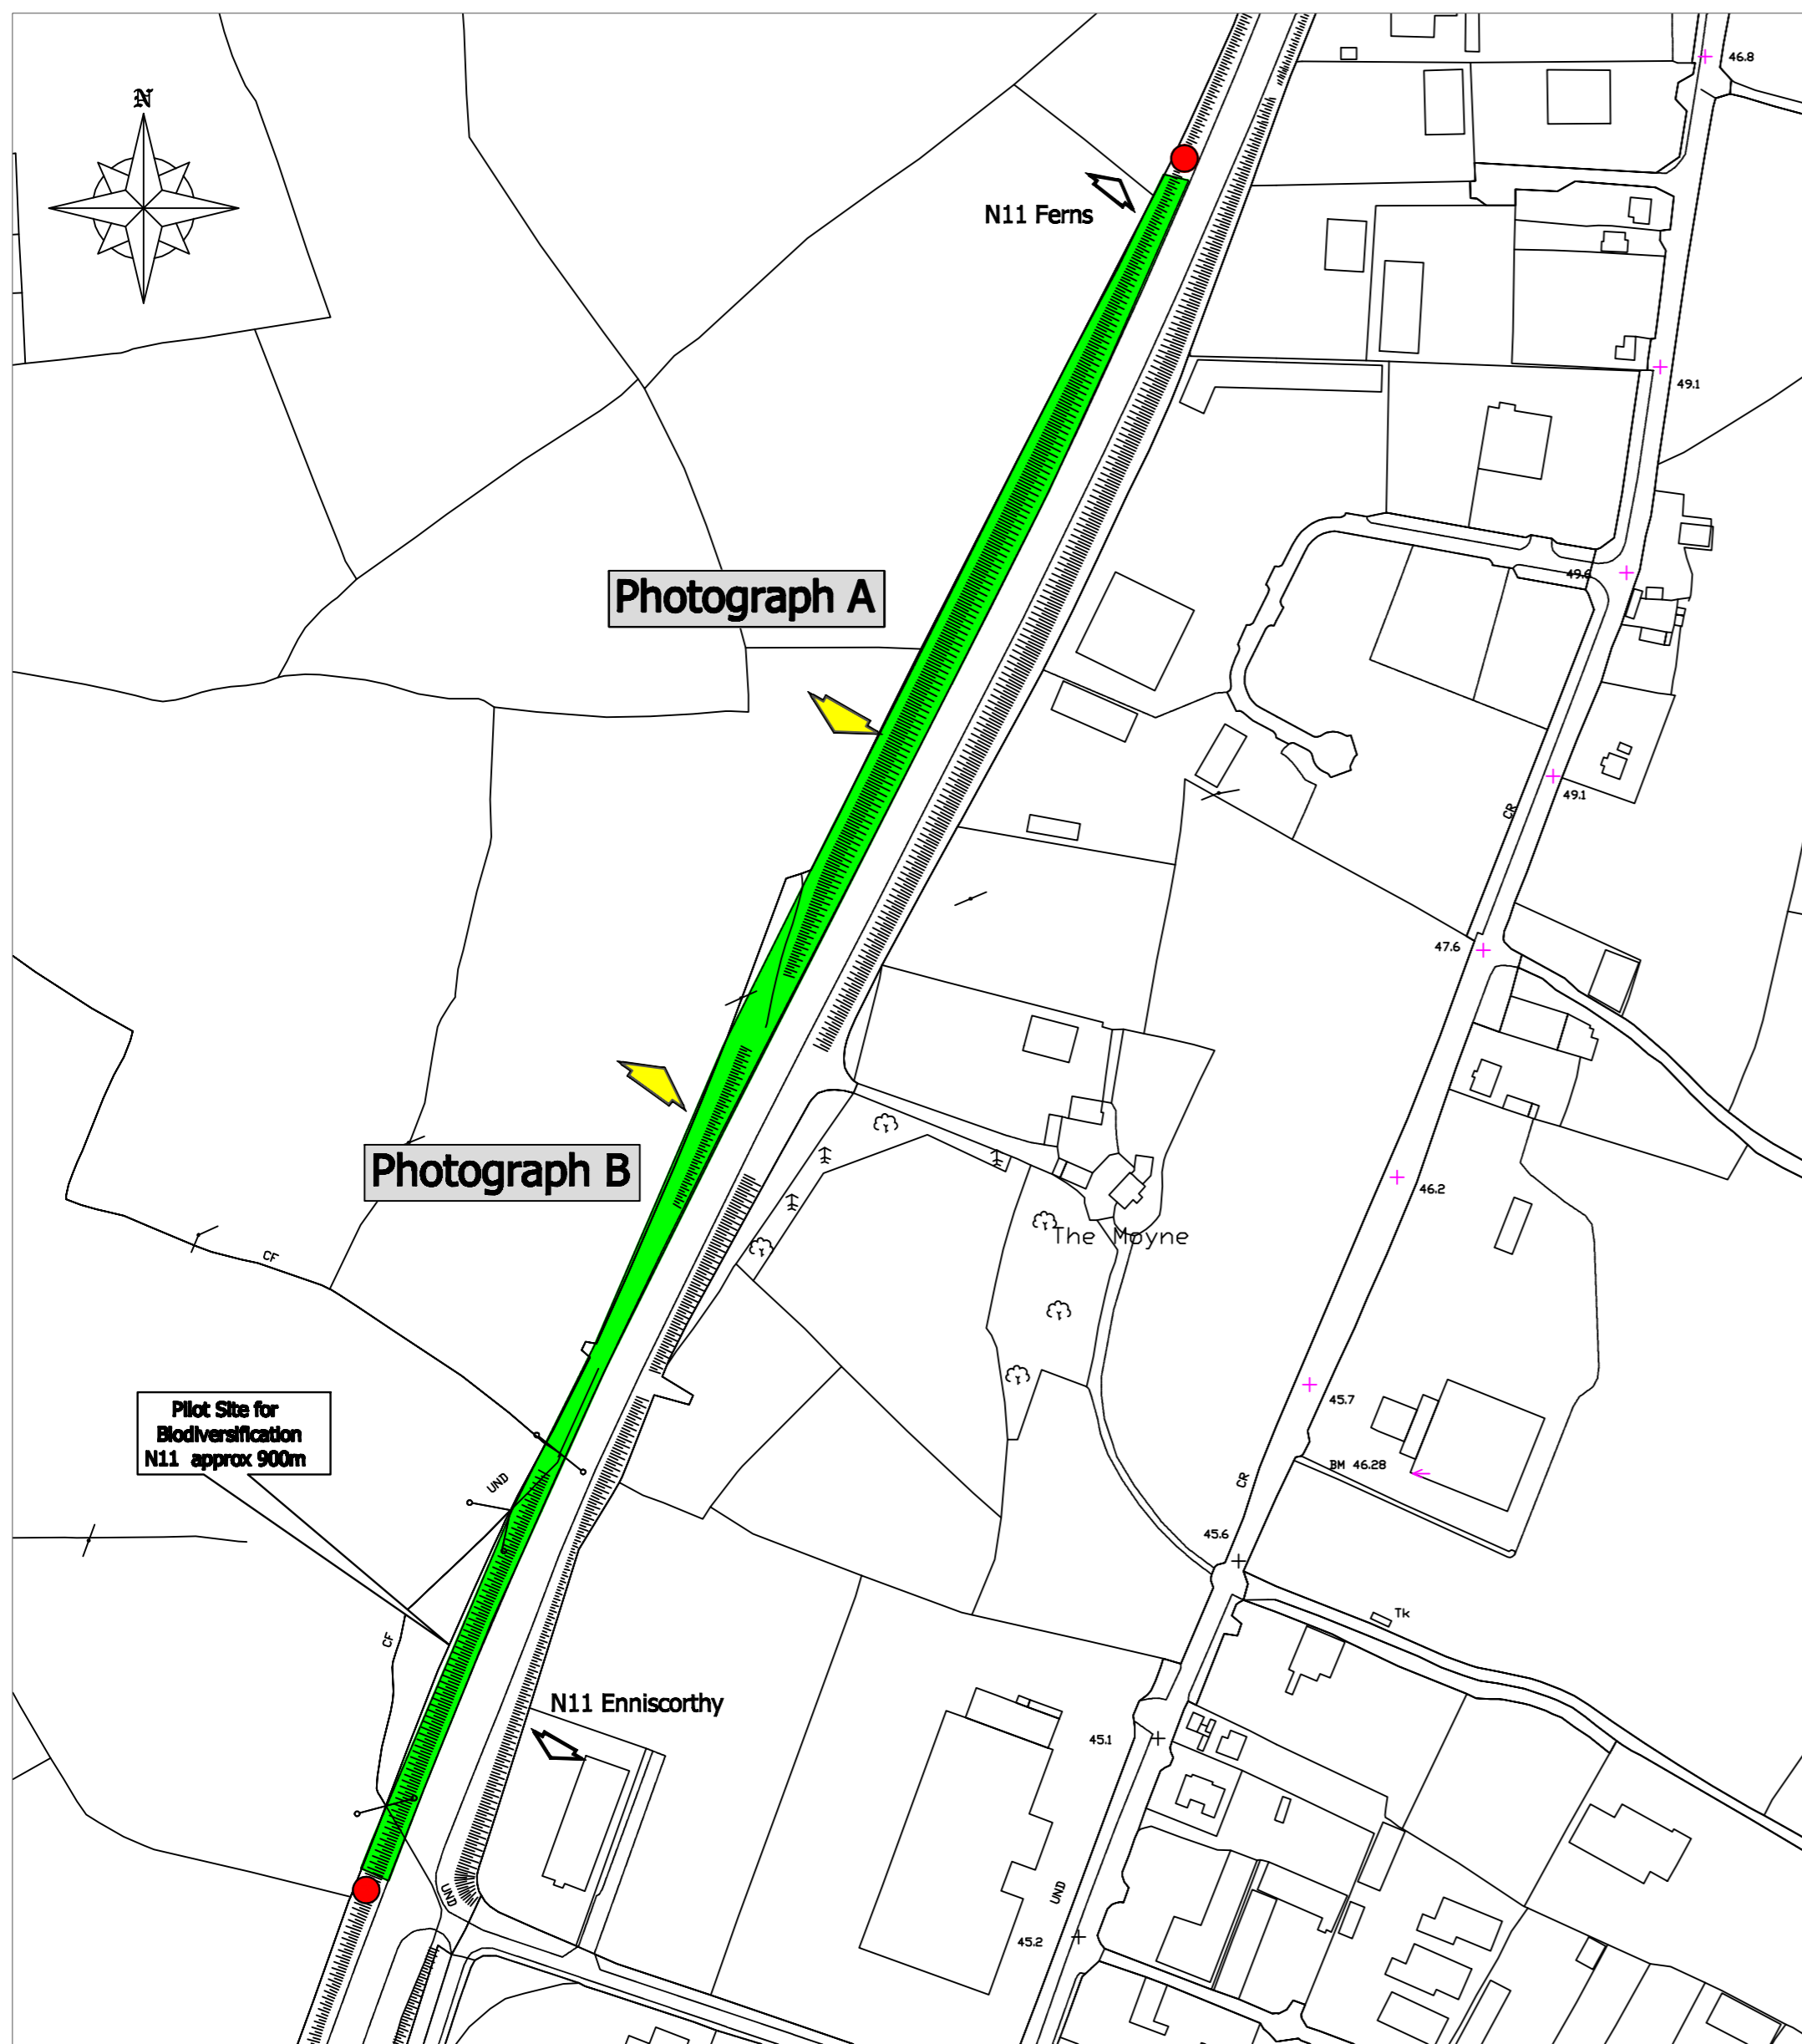 N
46.8
N11 Ferns
49.1
49.6
Photograph A
49.1
CR
47.6
Photograph B
46.2
The Moyne
CF
Pilot Site for
Biodiversification
N11 approx 900m
45.7
BM 46.28
UND
CR
45.6
Tk
CF
N11 Enniscorthy
45.1
UND
UND
45.2